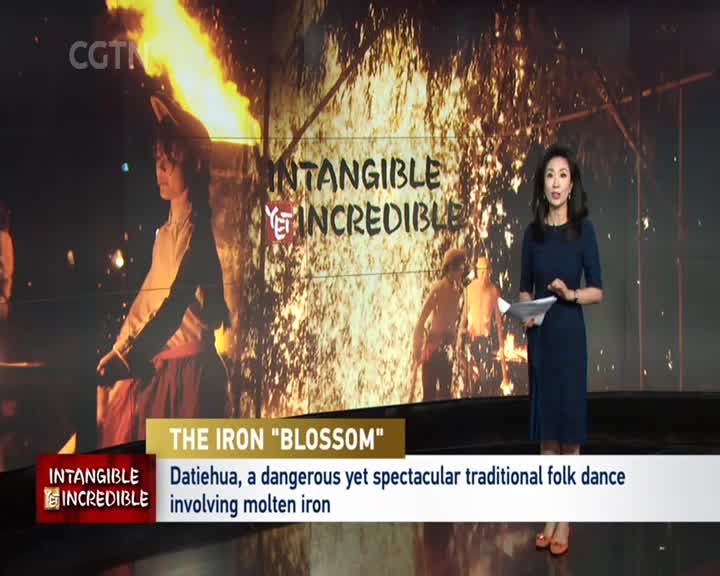 CGTN
INTANGIBLE
YET INCREDIBLE
THE IRON "BLOSSOM"
INTANGIBLE
YET INCREDIBLE
Datiehua, a dangerous yet spectacular traditional folk dance
involving molten iron